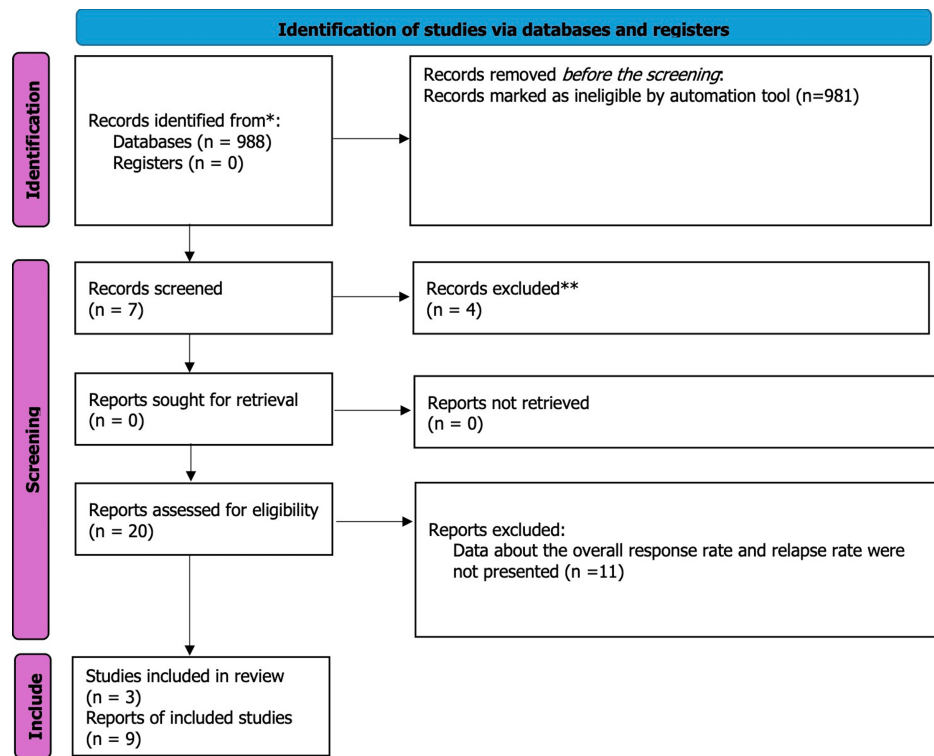 Identification of studies via databases and registers
Identification
Records identified from*:
Databases (n = 988)
Registers (n = 0)
Records removed before the screening:
Records marked as ineligible by automation tool (n=981)
Screening
Records screened
(n = 7)
Records excluded**
(n = 4)
Reports sought for retrieval
(n = 0)
Reports not retrieved
(n = 0)
Reports assessed for eligibility
(n = 20)
Reports excluded:
Data about the overall response rate and relapse rate were
not presented (n =11)
Include
Studies included in review
(n = 3)
Reports of included studies
(n = 9)